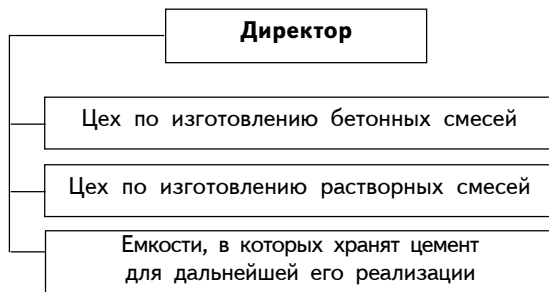 Директор
Цех по изготовлению бетонных смесей
Цех по изготовлению растворных смесей
Емкости, в которых хранят цемент
для дальнейшей его реализации